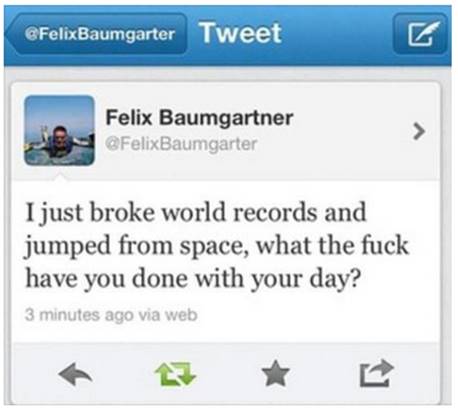 @FelixBaumgarter Tweet
Felix Baumgartner
@FelixBaumgarter
I just broke world records and
jumped from space, what the fuck
have you done with your day?
3 minutes ago via web